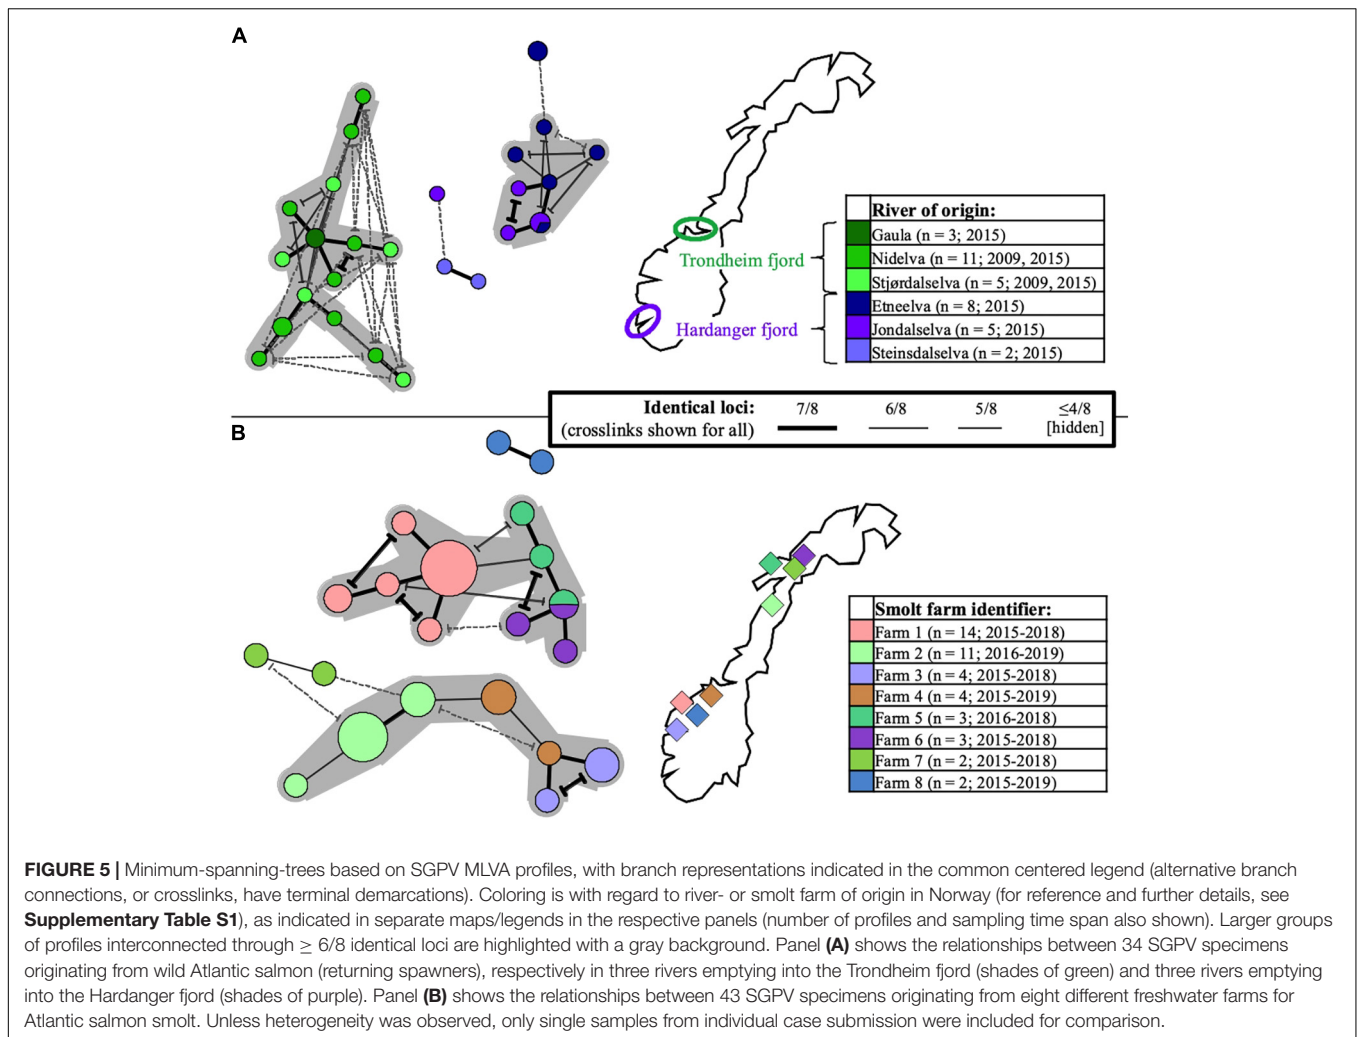 A
Trondheim fjord
Hardanger fjord
River of origin:
Gaula (n = 3; 2015)
Nidelva (n = 11; 2009, 2015)
Stjørdalselva (n = 5; 2009, 2015)
Etneelva (n = 8; 2015)
Jondalselva (n = 5; 2015)
Steinsdalselva (n = 2; 2015)
Identical loci: 7/8 6/8 5/8 ≤4/8
(crosslinks shown for all) [hidden]
B
Smolt farm identifier:
Farm 1 (n = 14; 2015-2018)
Farm 2 (n = 11; 2016-2019)
Farm 3 (n = 4; 2015-2018)
Farm 4 (n = 4; 2015-2019)
Farm 5 (n = 3; 2016-2018)
Farm 6 (n = 3; 2015-2018)
Farm 7 (n = 2; 2015-2018)
Farm 8 (n = 2; 2015-2019)
FIGURE 5 | Minimum-spanning-trees based on SGPV MLVA profiles, with branch representations indicated in the common centered legend (alternative branch
connections, or crosslinks, have terminal demarcations). Coloring is with regard to river- or smolt farm of origin in Norway (for reference and further details, see
Supplementary Table S1), as indicated in separate maps/legends in the respective panels (number of profiles and sampling time span also shown). Larger groups
of profiles interconnected through ≥ 6/8 identical loci are highlighted with a gray background. Panel (A) shows the relationships between 34 SGPV specimens
originating from wild Atlantic salmon (returning spawners), respectively in three rivers emptying into the Trondheim fjord (shades of green) and three rivers emptying
into the Hardanger fjord (shades of purple). Panel (B) shows the relationships between 43 SGPV specimens originating from eight different freshwater farms for
Atlantic salmon smolt. Unless heterogeneity was observed, only single samples from individual case submission were included for comparison.